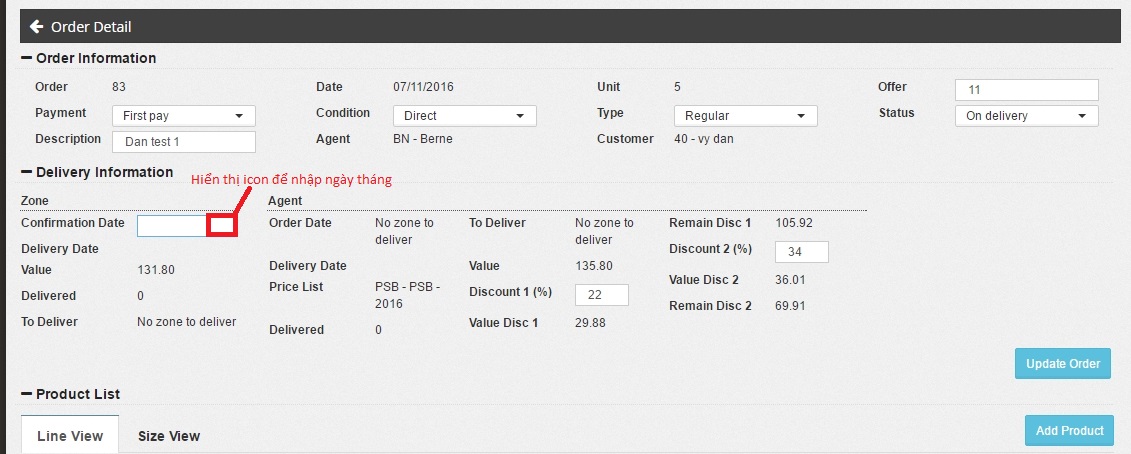 Order Detail
Order Information
Order 83 Date 07/11/2016 Unit 5 Offer 11
Payment First pay Condition Direct Type Regular Status On delivery
Description Dan test 1 Agent BN - Berne Customer 40 - vy dan
Delivery Information
Hiển thị icon để nhập ngày tháng
Zone
Confirmation Date
Delivery Date
Value 131.80
Delivered 0
To Deliver No zone to deliver
Agent
Order Date No zone to
deliver
Delivery Date
Price List PSB - PSB -
2016
Delivered 0
To Deliver No zone to
deliver
Value 135.80
Discount 1 (%) 22
Value Disc 1 29.88
Remain Disc 1 105.92
Discount 2 (%) 34
Value Disc 2 36.01
Remain Disc 2 69.91
Update Order
Product List
Line View Size View Add Product